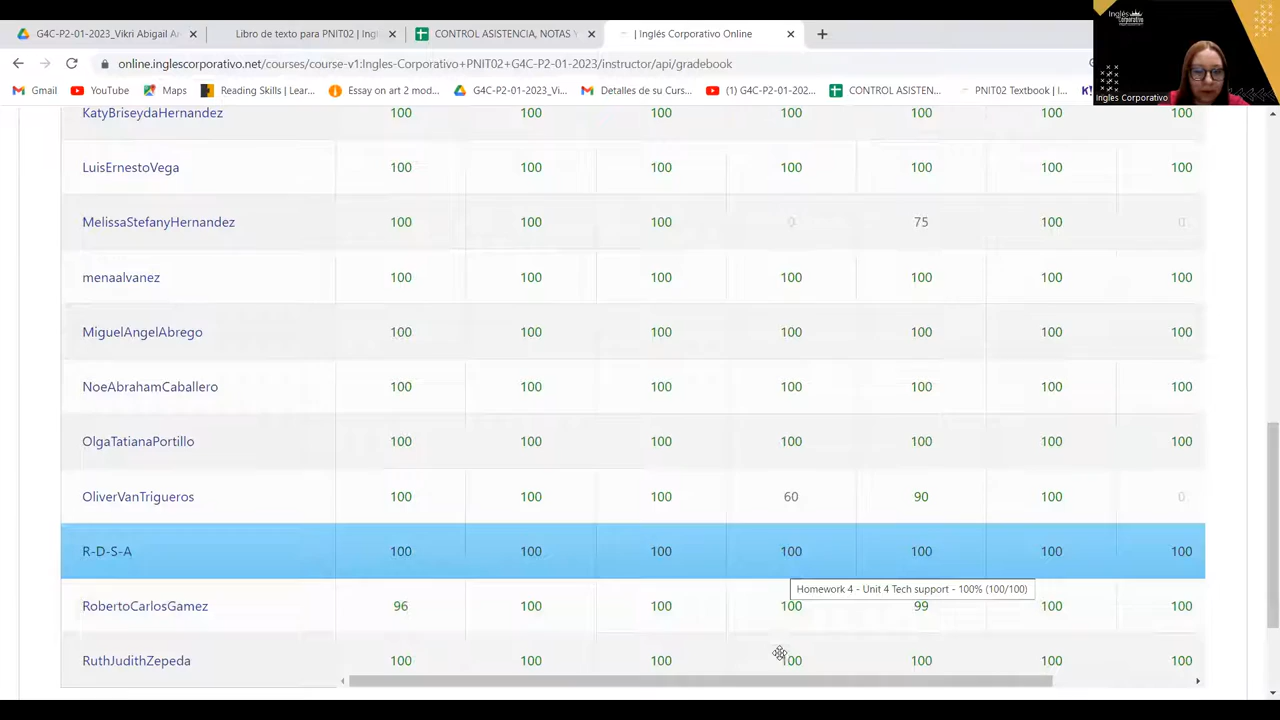 G4C-P2-01-2023_Vikri Abigail Ar
Libro de texto para PNIT02 | Ingl
CONTROL ASISTENCIA, NOTAS Y
| Inglés Corporativo Online
online.inglescorporativo.net/courses/course-v1:Ingles-Corporativo+PNIT02+G4C-P2-01-2023/instructor/api/gradebook
Gmail YouTube Maps Reading Skills | Lear... Essay on art 2 mod... G4C-P2-01-2023_Vi... Detalles de su Curs... (1) G4C-P2-01-202... CONTROL ASISTEN... PNIT02 Textbook | I...
Inglés
Corporativo
Ingles Corporativo
KatyBriseydaHernandez 100 100 100 100 100 100 100
LuisErnestoVega 100 100 100 100 100 100 100
MelissaStefanyHernandez 100 100 100 0 75 100 0
menaalvanez 100 100 100 100 100 100 100
MiguelAngelAbrego 100 100 100 100 100 100 100
NoeAbrahamCaballero 100 100 100 100 100 100 100
OlgaTatianaPortillo 100 100 100 100 100 100 100
OliverVanTrigueros 100 100 100 60 90 100 0
R-D-S-A 100 100 100 100 100 100 100
Homework 4 - Unit 4 Tech support - 100% (100/100)
RobertoCarlosGamez 96 100 100 100 99 100 100
RuthJudithZepeda 100 100 100 100 100 100 100